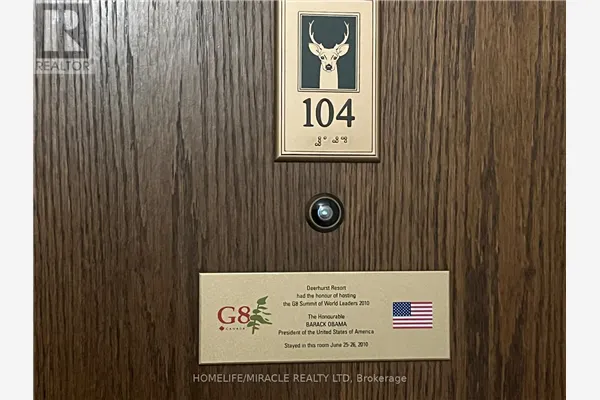 REALTOR
104
Deerhurst Resort
had the honour of hosting
the G8 Summit of World Leaders 2010
G8
CANADA
The Honourable
BARACK OBAMA
President of the United States of America
Stayed in this room June 25-26, 2010
HOMELIFE/MIRACLE REALTY LTD, Brokerage